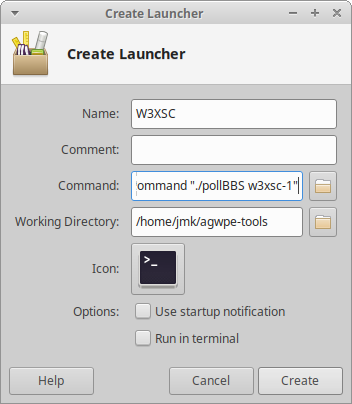 Create Launcher
Create Launcher
Name: W3XSC
Comment:
Command: ommand "./pollBBS w3xsc-1"
Working Directory: /home/jmk/agwpe-tools
Icon: >_
Options: Use startup notification
Run in terminal
Help Cancel Create